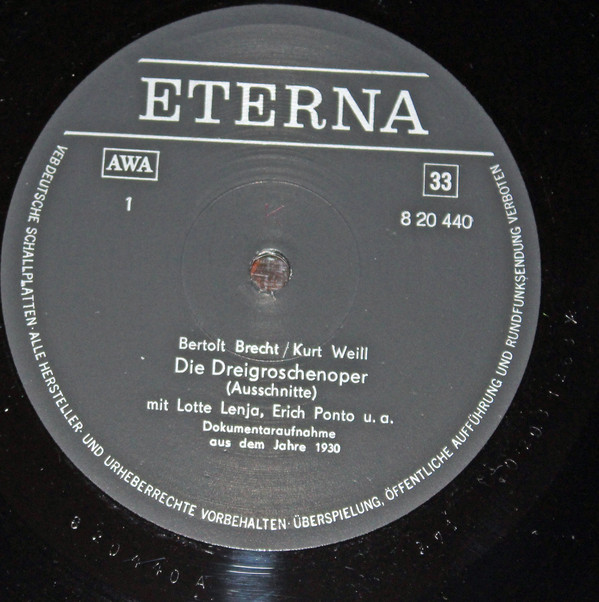 ETERNA
AWA
33
1
8 20 440
Bertolt Brecht / Kurt Weill
Die Dreigroschenoper
(Ausschnitte)
mit Lotte Lenja, Erich Ponto u. a.
Dokumentaraufnahme
aus dem Jahre 1930
VEB DEUTSCHE SCHALLPLATTEN · ALLE HERSTELLER- UND URHEBERRECHTE VORBEHALTEN · ÜBERSPIELUNG, ÖFFENTLICHE AUFFÜHRUNG UND RUNDFUNKSENDUNG VERBOTEN
820440 A